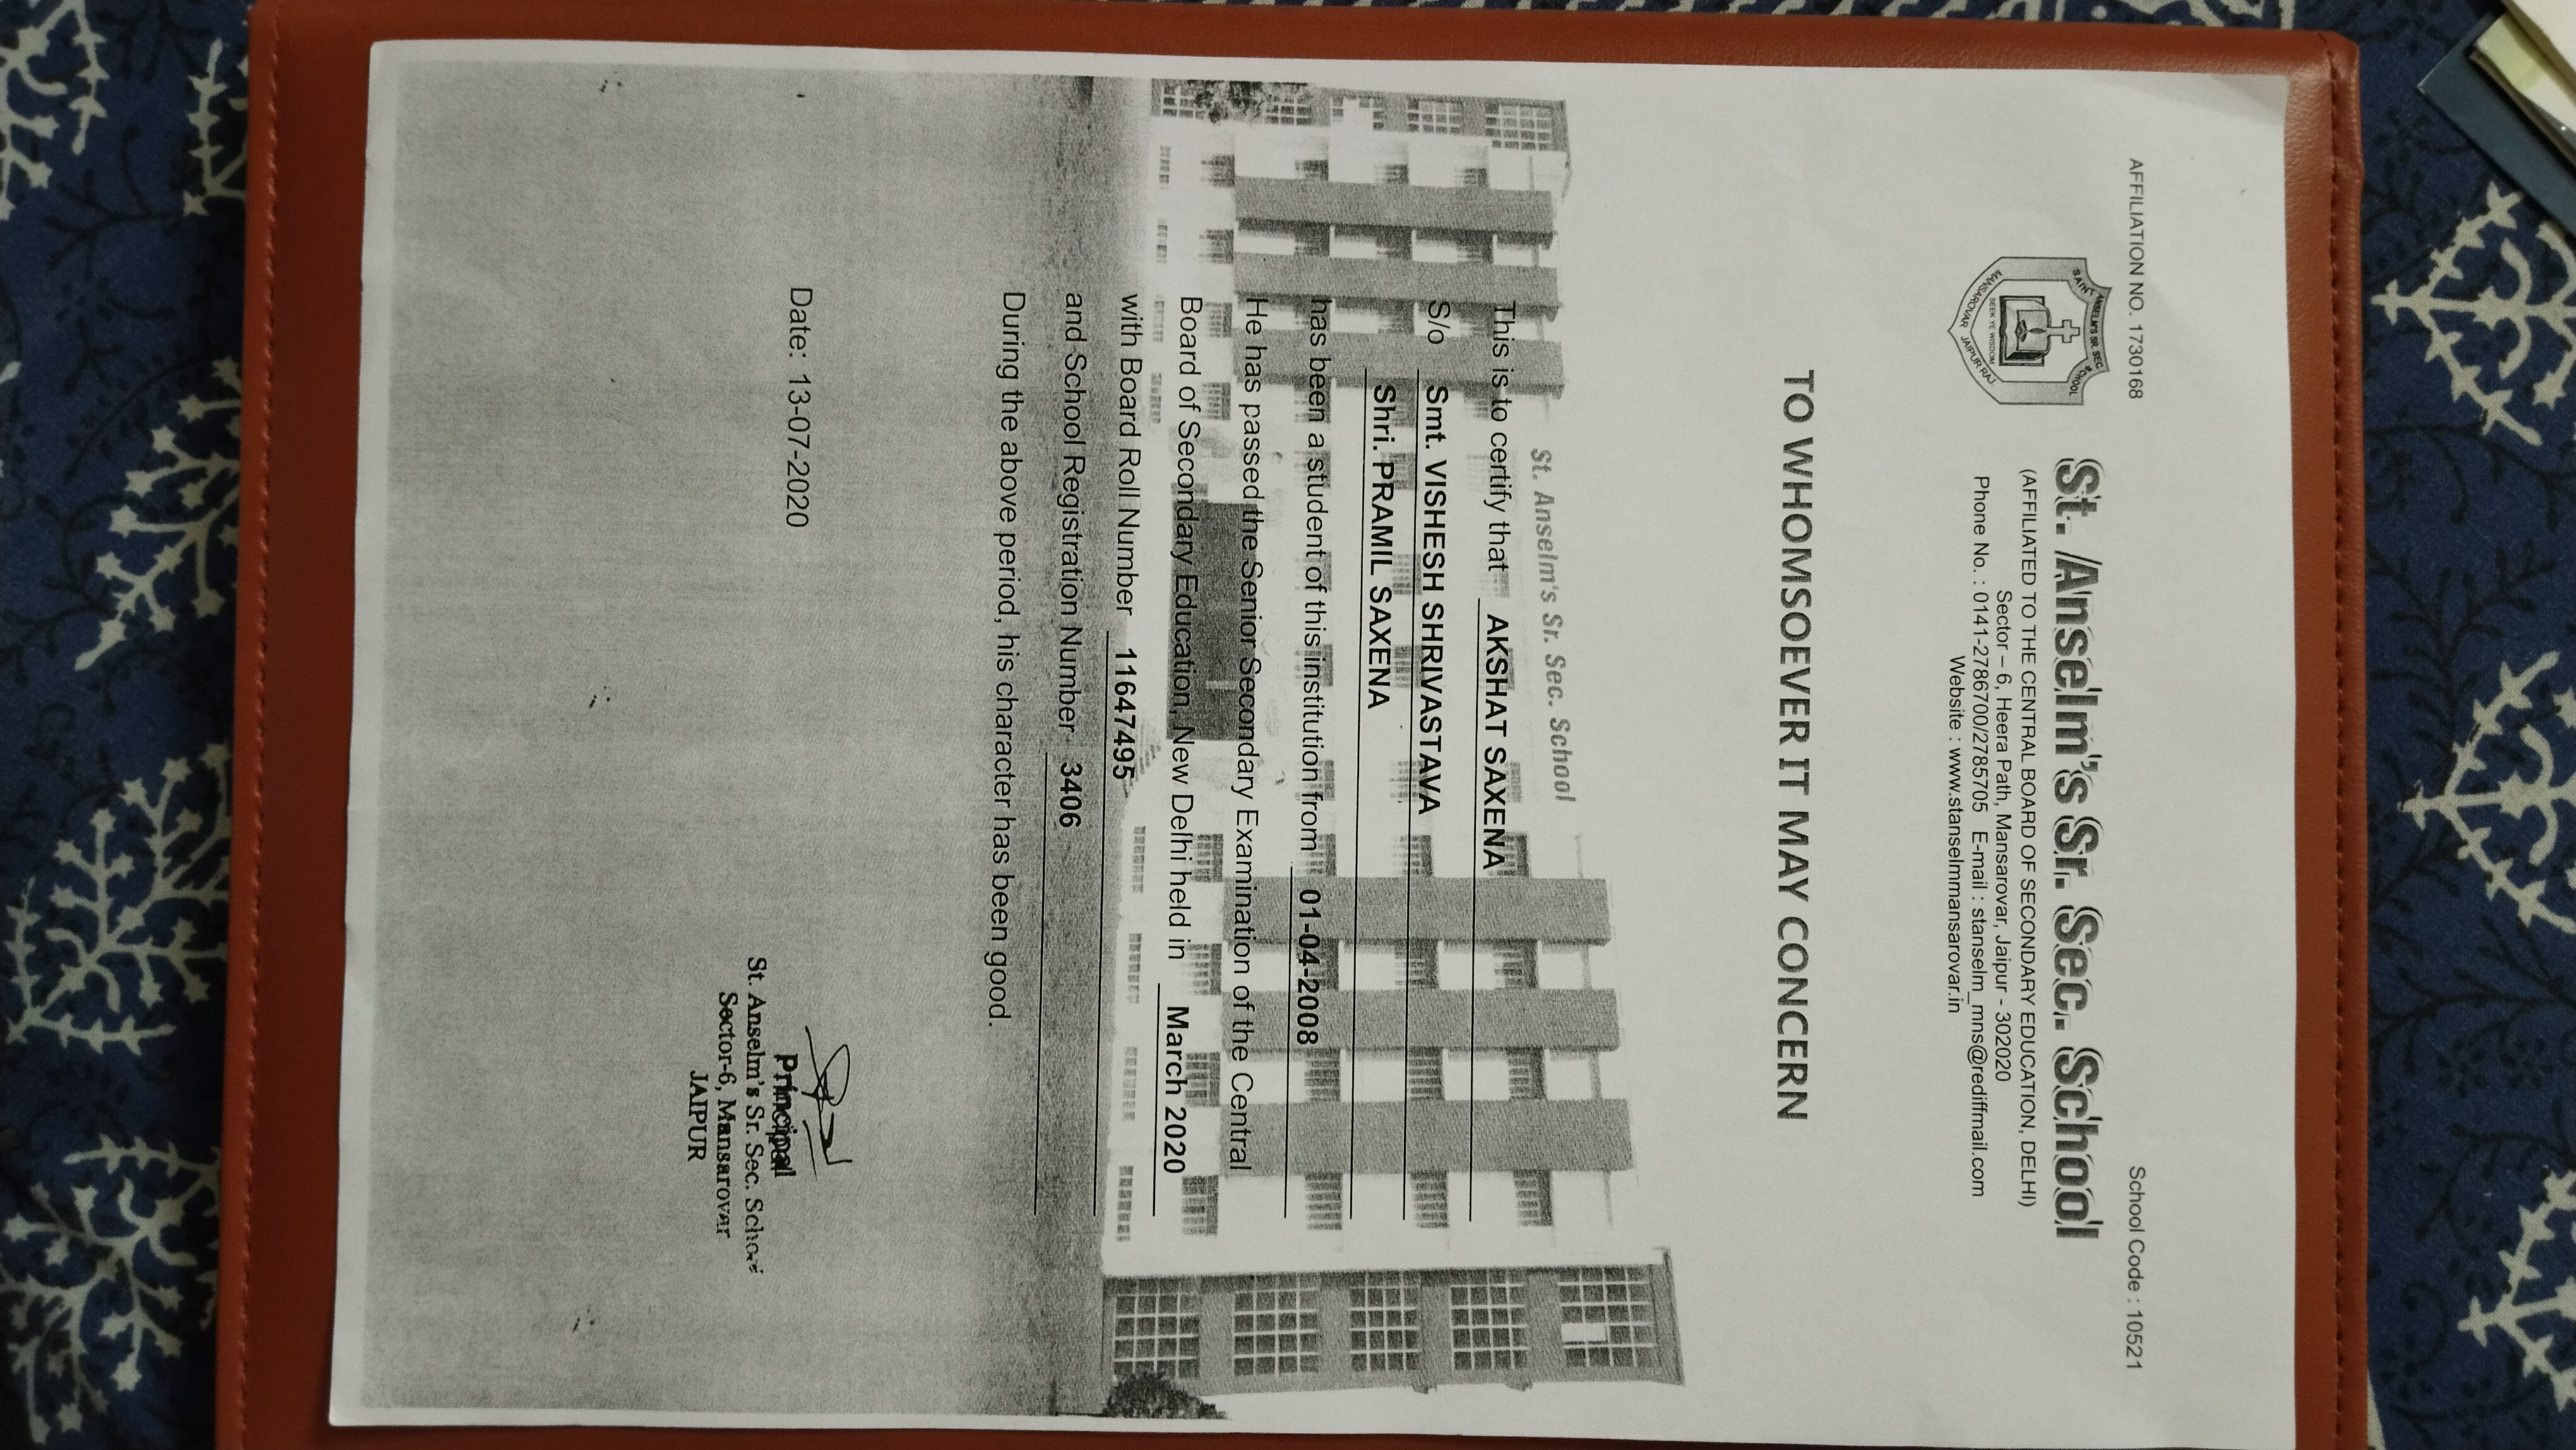 AFFILIATION NO. 1730168
School Code : 10521
SAINT ANSELM'S SR. SEC. SCHOOL
SEEK YE WISDOM
MANSAROVAR JAIPUR RAJ.
St. Anselm's Sr. Sec. School
(AFFILIATED TO THE CENTRAL BOARD OF SECONDARY EDUCATION, DELHI)
Sector – 6, Heera Path, Mansarovar, Jaipur - 302020
Phone No. : 0141-2786700/2785705 E-mail : stanselm_mns@rediffmail.com
Website : www.stanselmmansarovar.in
TO WHOMSOEVER IT MAY CONCERN
St. Anselm's Sr. Sec. School
This is to certify that AKSHAT SAXENA
S/o Smt. VISHESH SHRIVASTAVA
Shri. PRAMIL SAXENA
has been a student of this institution from 01-04-2008
He has passed the Senior Secondary Examination of the Central
Board of Secondary Education, New Delhi held in March 2020
with Board Roll Number 11647495
and School Registration Number 3406
During the above period, his character has been good.
Date: 13-07-2020
Principal
St. Anselm's Sr. Sec. School
Sector-6, Mansarovar
JAIPUR